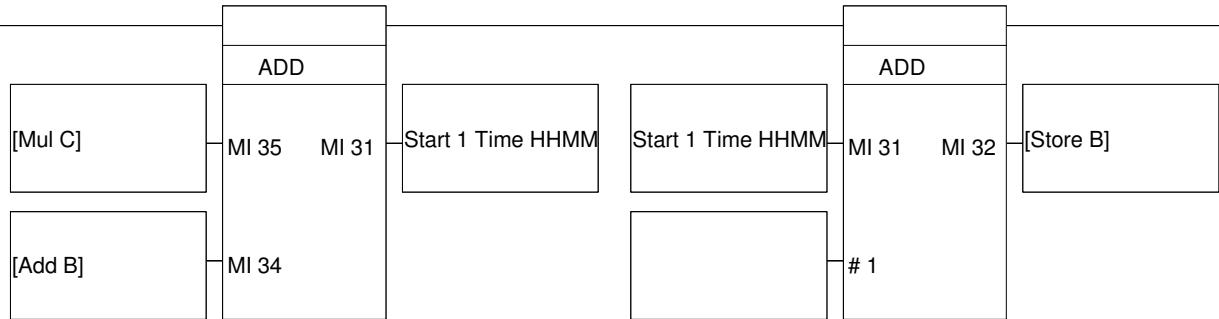 ADD
ADD
[Mul C]
MI 35
MI 31
Start 1 Time HHMM
Start 1 Time HHMM
MI 31
MI 32
[Store B]
[Add B]
MI 34
# 1